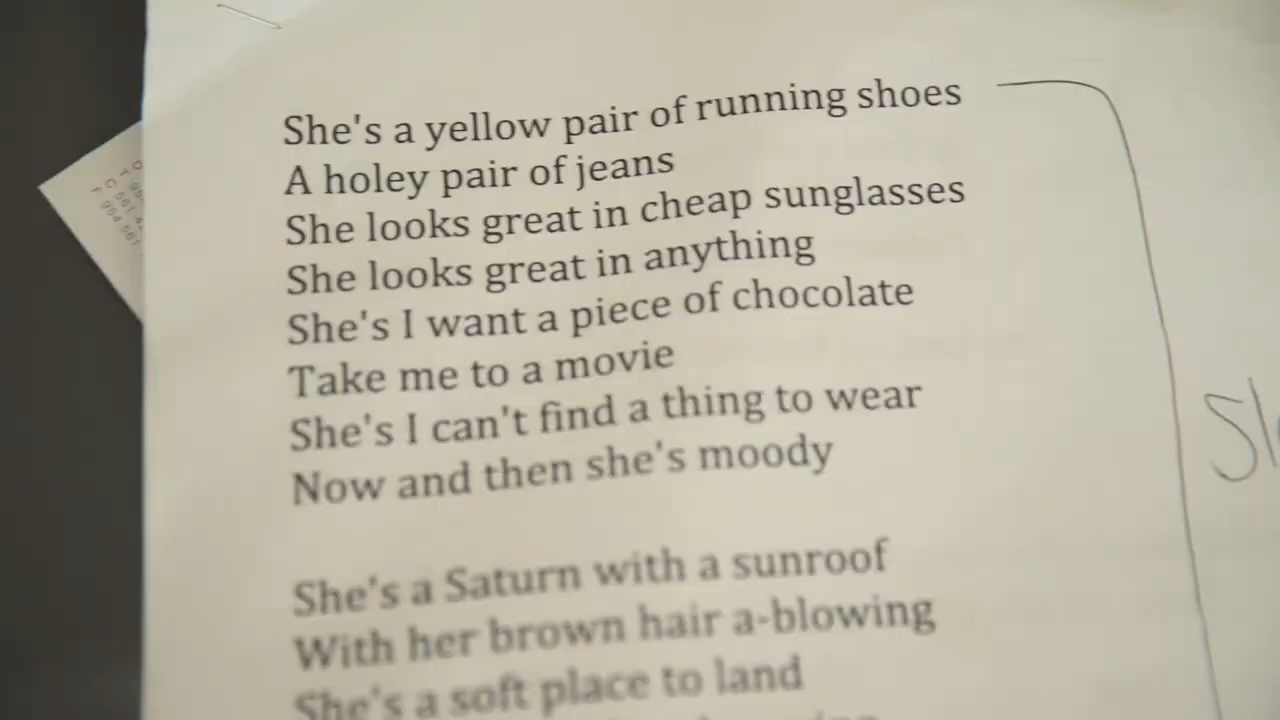 She's a yellow pair of running shoes
A holey pair of jeans
She looks great in cheap sunglasses
She looks great in anything
She's I want a piece of chocolate
Take me to a movie
She's I can't find a thing to wear
Now and then she's moody
She's a Saturn with a sunroof
With her brown hair a-blowing
She's a soft place to land